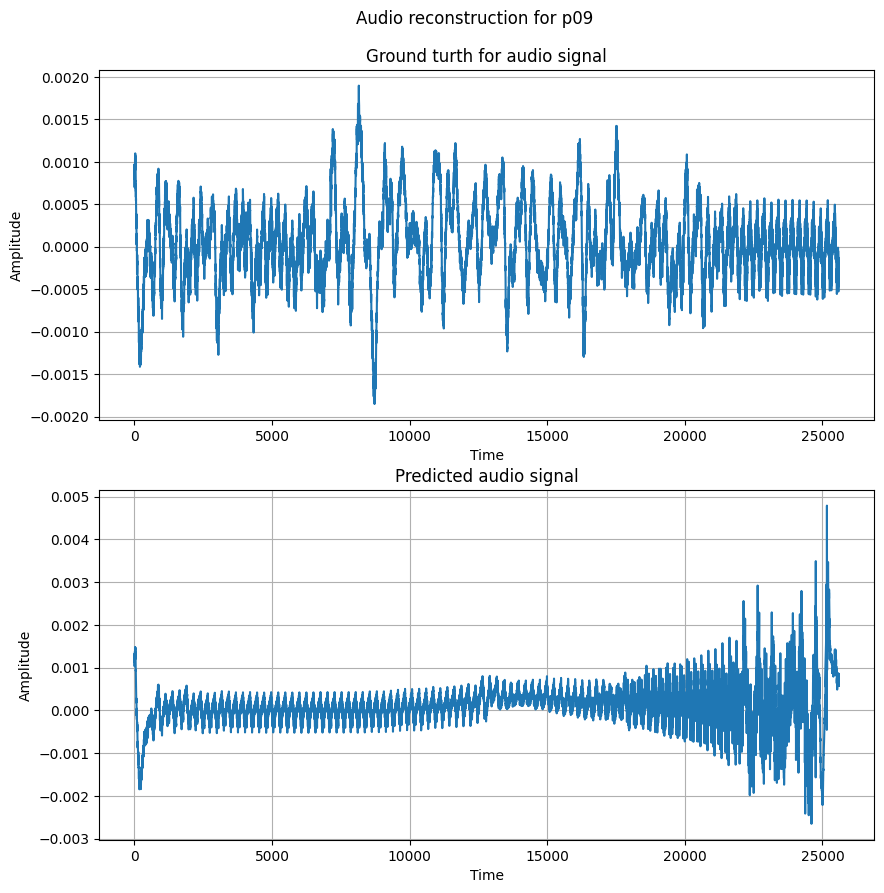 Audio reconstruction for p09
Ground turth for audio signal
0.0020
0.0015
0.0010
0.0005
0.0000
−0.0005
−0.0010
−0.0015
−0.0020
Amplitude
0 5000 10000 15000 20000 25000
Time
Predicted audio signal
0.005
0.004
0.003
0.002
0.001
0.000
−0.001
−0.002
−0.003
Amplitude
0 5000 10000 15000 20000 25000
Time